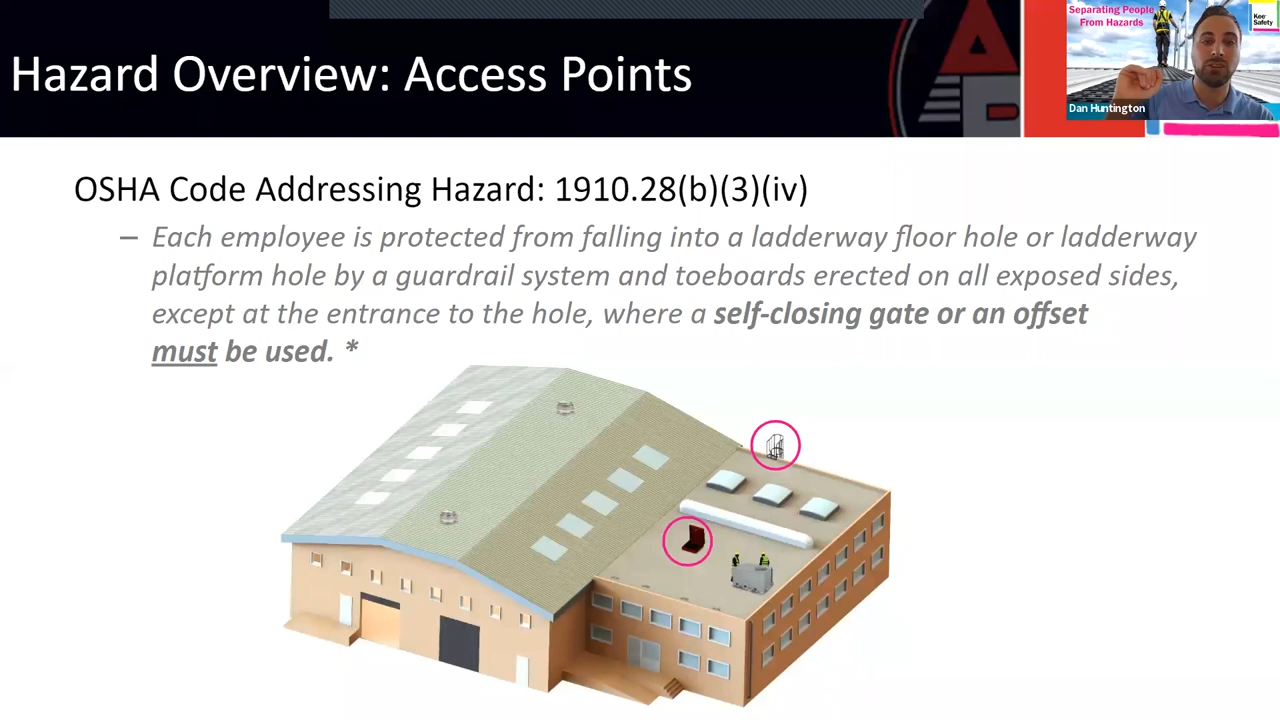 Hazard Overview: Access Points
Separating People
From Hazards
Kee
Safety
Dan Huntington
OSHA Code Addressing Hazard: 1910.28(b)(3)(iv)
– Each employee is protected from falling into a ladderway floor hole or ladderway
platform hole by a guardrail system and toeboards erected on all exposed sides,
except at the entrance to the hole, where a self-closing gate or an offset
must be used. *